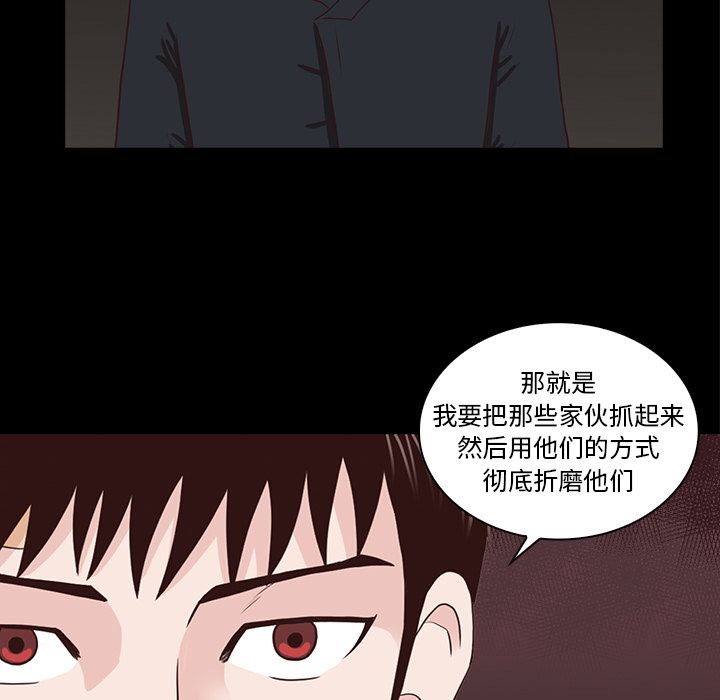 那就是
我要把那些家伙抓起来
然后用他们的方式
彻底折磨他们